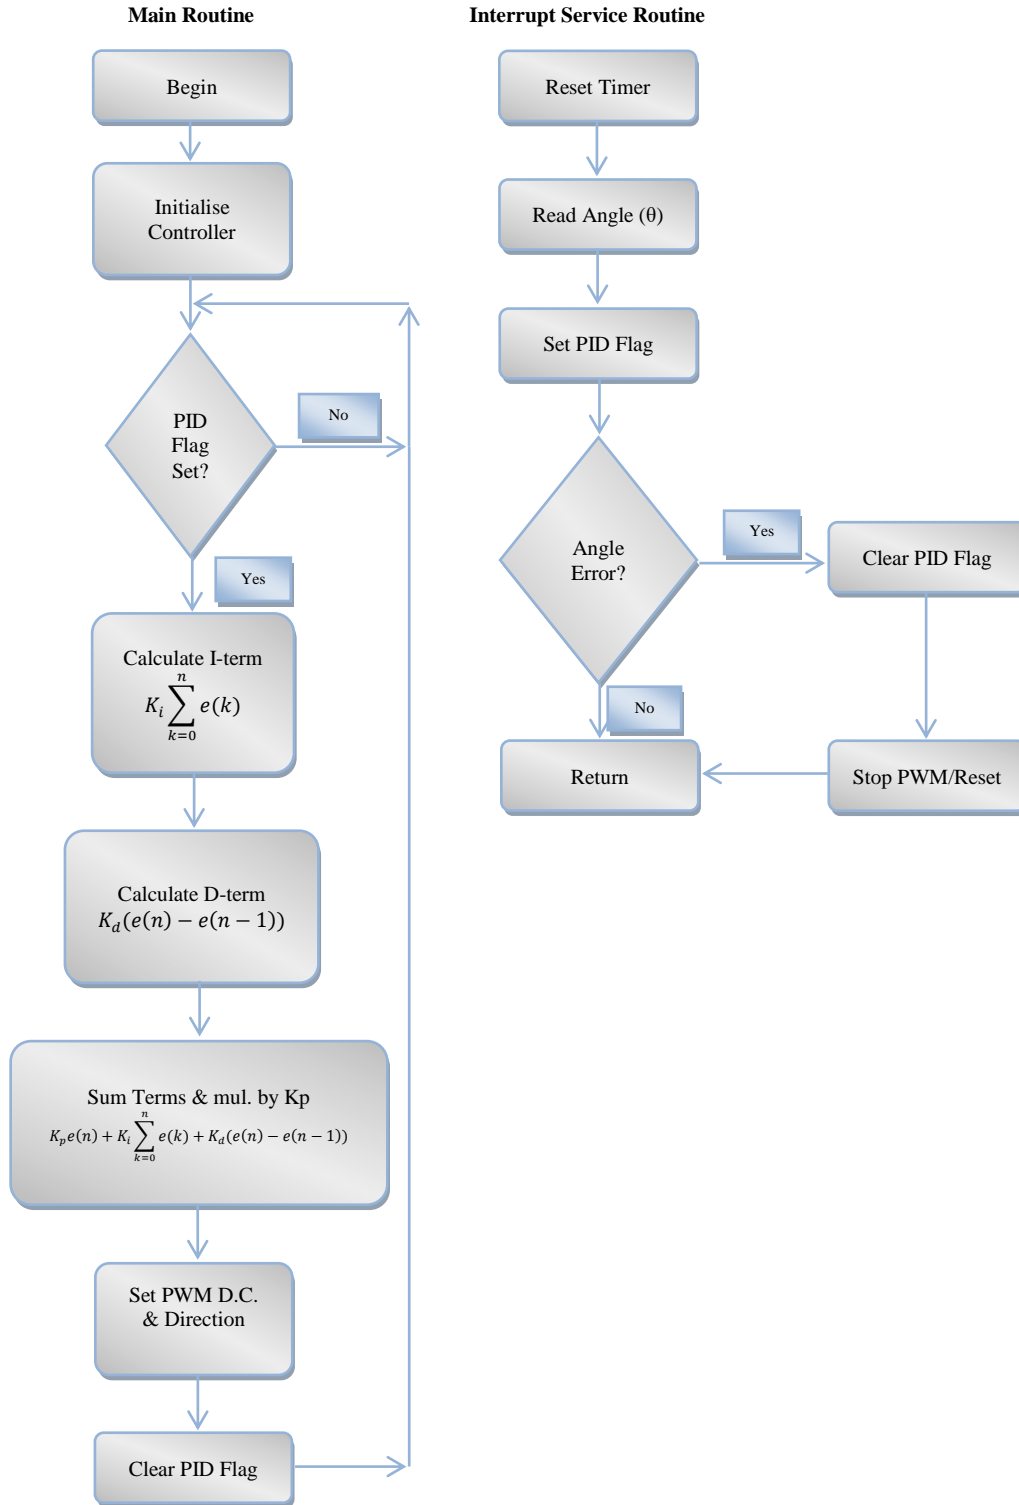 Main Routine
Begin
Initialise
Controller
PID
Flag
Set?
No
Yes
Calculate I-term
$K_i \sum_{k=0}^{n} e(k)$
Calculate D-term
$K_d(e(n) - e(n-1))$
Sum Terms & mul. by Kp
$K_p e(n) + K_i \sum_{k=0}^{n} e(k) + K_d(e(n) - e(n-1))$
Set PWM D.C.
& Direction
Clear PID Flag
Interrupt Service Routine
Reset Timer
Read Angle (θ)
Set PID Flag
Angle
Error?
Yes
Clear PID Flag
No
Return
Stop PWM/Reset